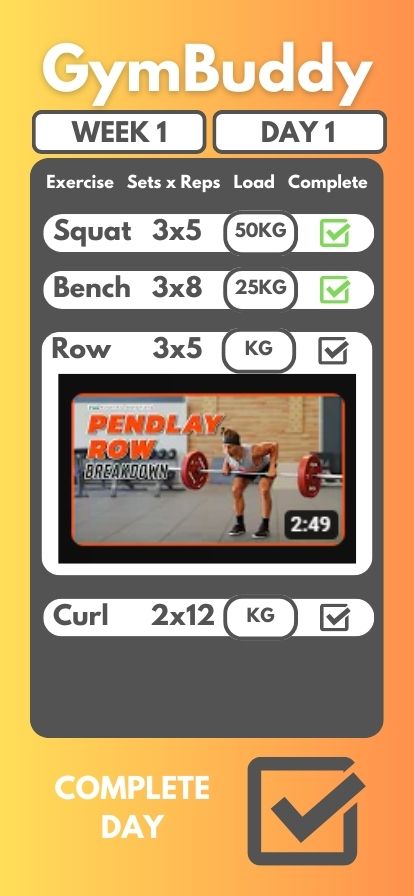 GymBuddy
WEEK 1 DAY 1
Exercise Sets x Reps Load Complete
Squat 3x5 50KG
Bench 3x8 25KG
Row 3x5 KG
PENDLAY
ROW
BREAKDOWN
2:49
Curl 2x12 KG
COMPLETE
DAY